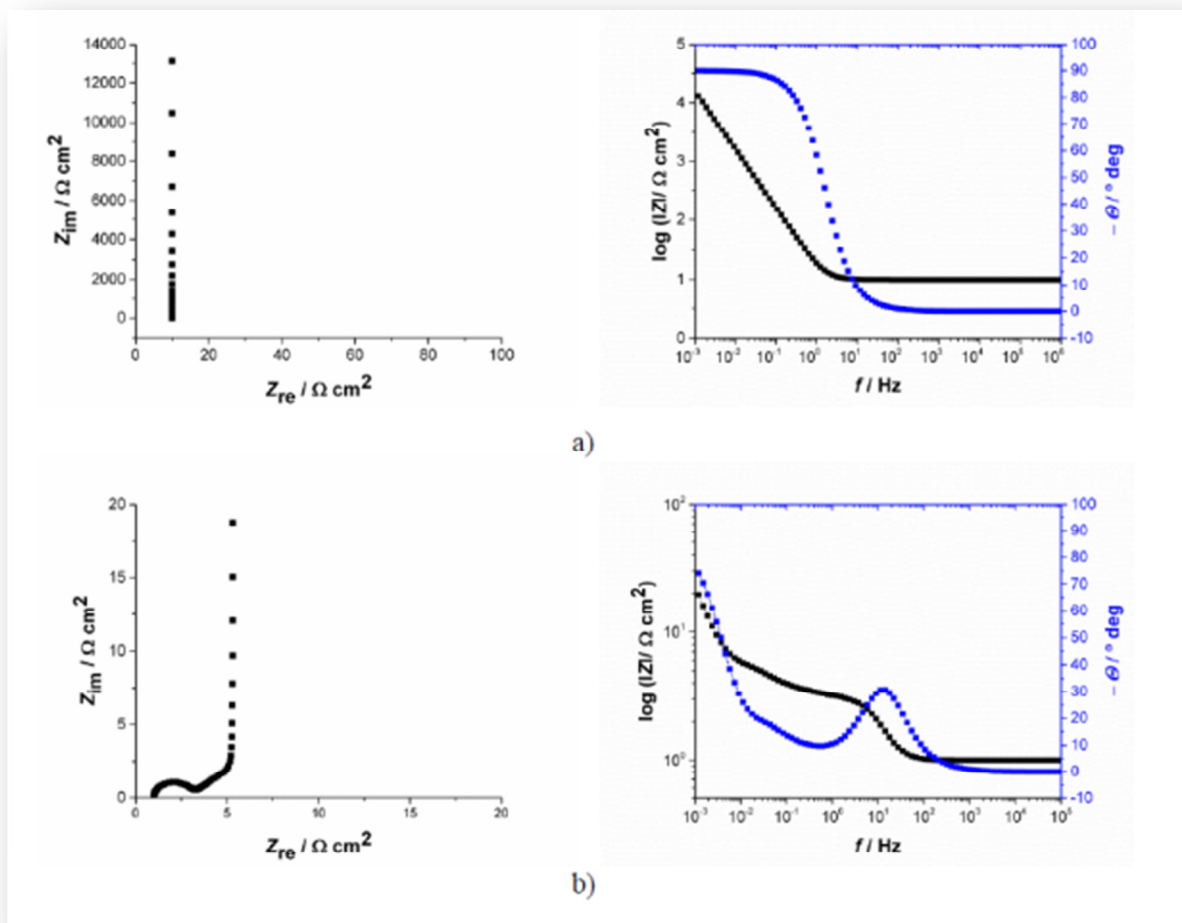 14000
12000
10000
8000
6000
4000
2000
0
Zim / Ω cm2
0 20 40 60 80 100
Zre / Ω cm2
5
4
3
2
1
0
log (IZI/ Ω cm2)
100
90
80
70
60
50
40
30
20
10
0
-10
− Θ / ° deg
10-3 10-2 10-1 100 101 102 103 104 105 106
f / Hz
a)
20
15
10
5
0
Zim / Ω cm2
0 5 10 15 20
Zre / Ω cm2
102
101
100
log (IZI/ Ω cm2)
100
90
80
70
60
50
40
30
20
10
0
-10
− Θ / ° deg
10-3 10-2 10-1 100 101 102 103 104 105
f / Hz
b)